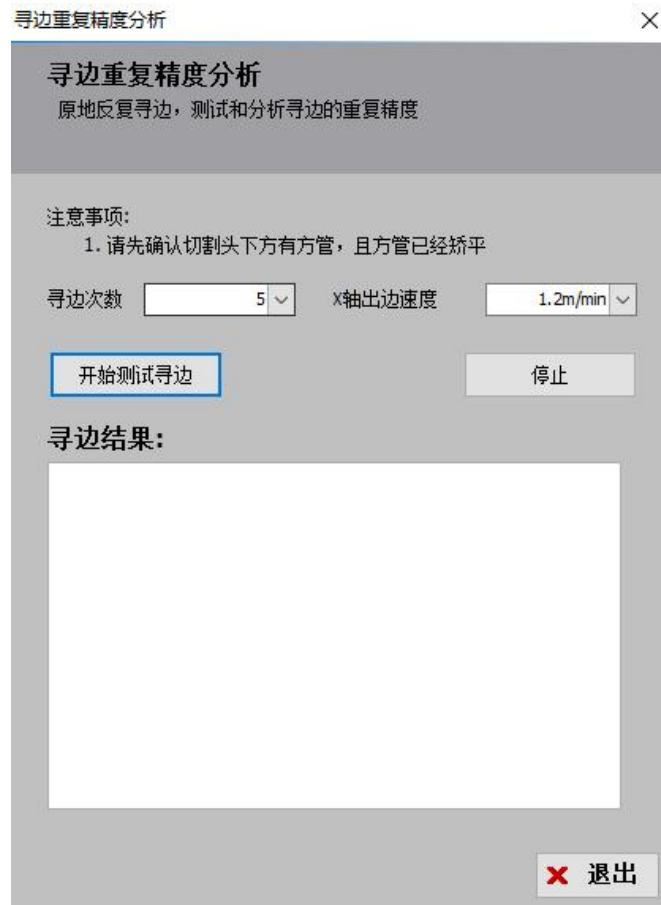 寻边重复精度分析
寻边重复精度分析
原地反复寻边，测试和分析寻边的重复精度
注意事项:
1. 请先确认切割头下方有方管，且方管已经矫平
寻边次数 5 X轴出边速度 1.2m/min
开始测试寻边 停止
寻边结果:
退出